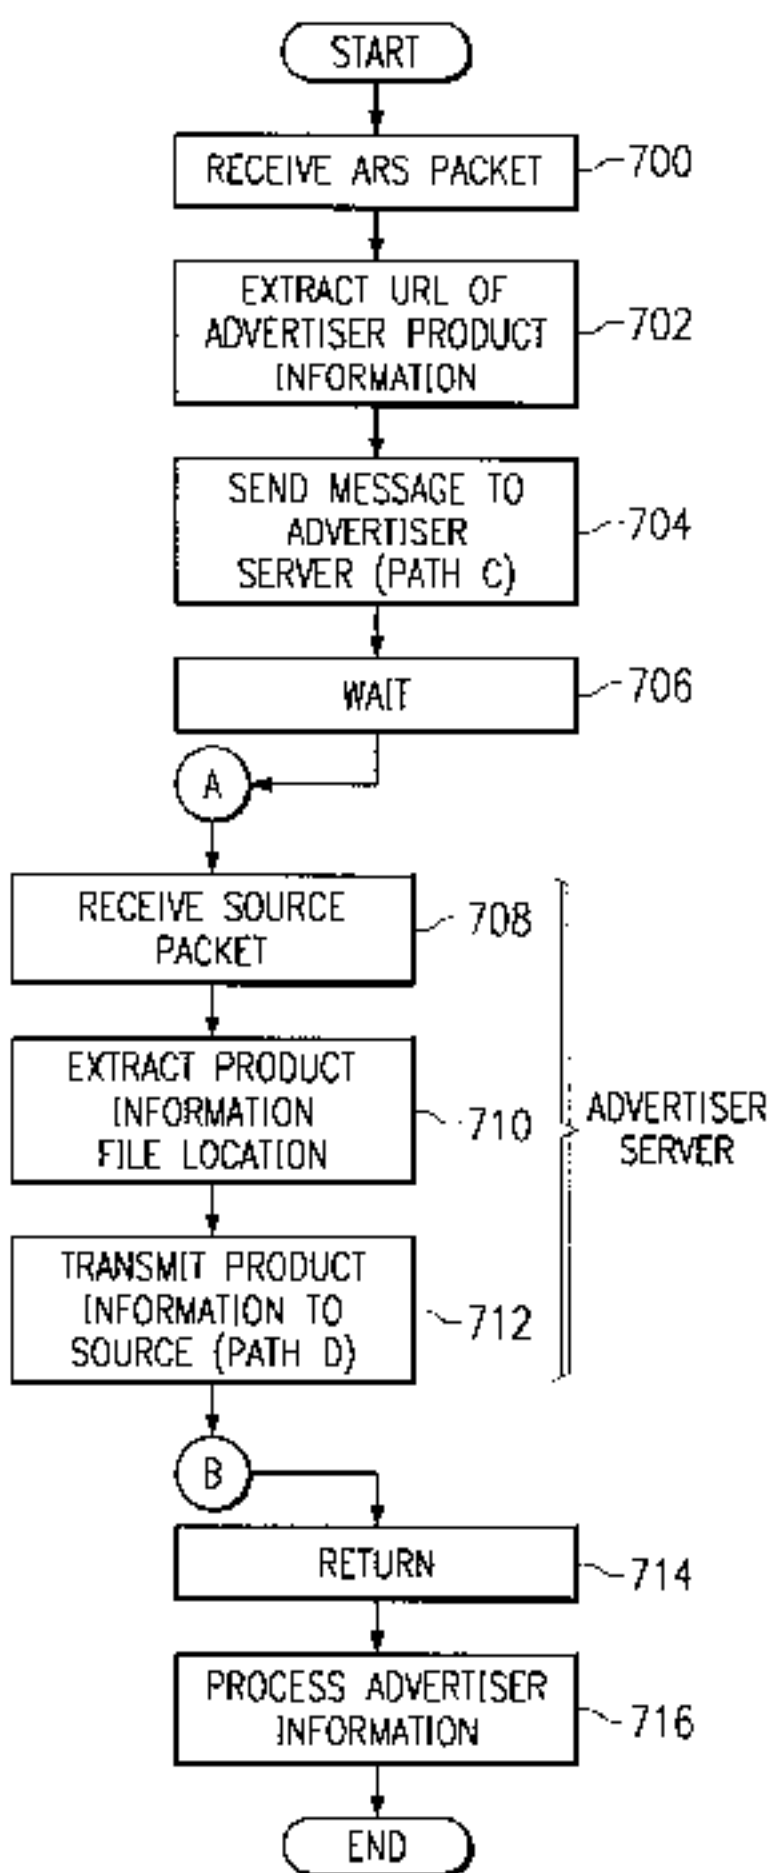 START
RECEIVE ARS PACKET
700
EXTRACT URL OF
ADVERTISER PRODUCT
INFORMATION
702
SEND MESSAGE TO
ADVERTISER
SERVER (PATH C)
704
WAIT
706
A
RECEIVE SOURCE
PACKET
708
EXTRACT PRODUCT
INFORMATION
FILE LOCATION
710
ADVERTISER
SERVER
TRANSMIT PRODUCT
INFORMATION TO
SOURCE (PATH D)
712
B
RETURN
714
PROCESS ADVERTISER
INFORMATION
716
END